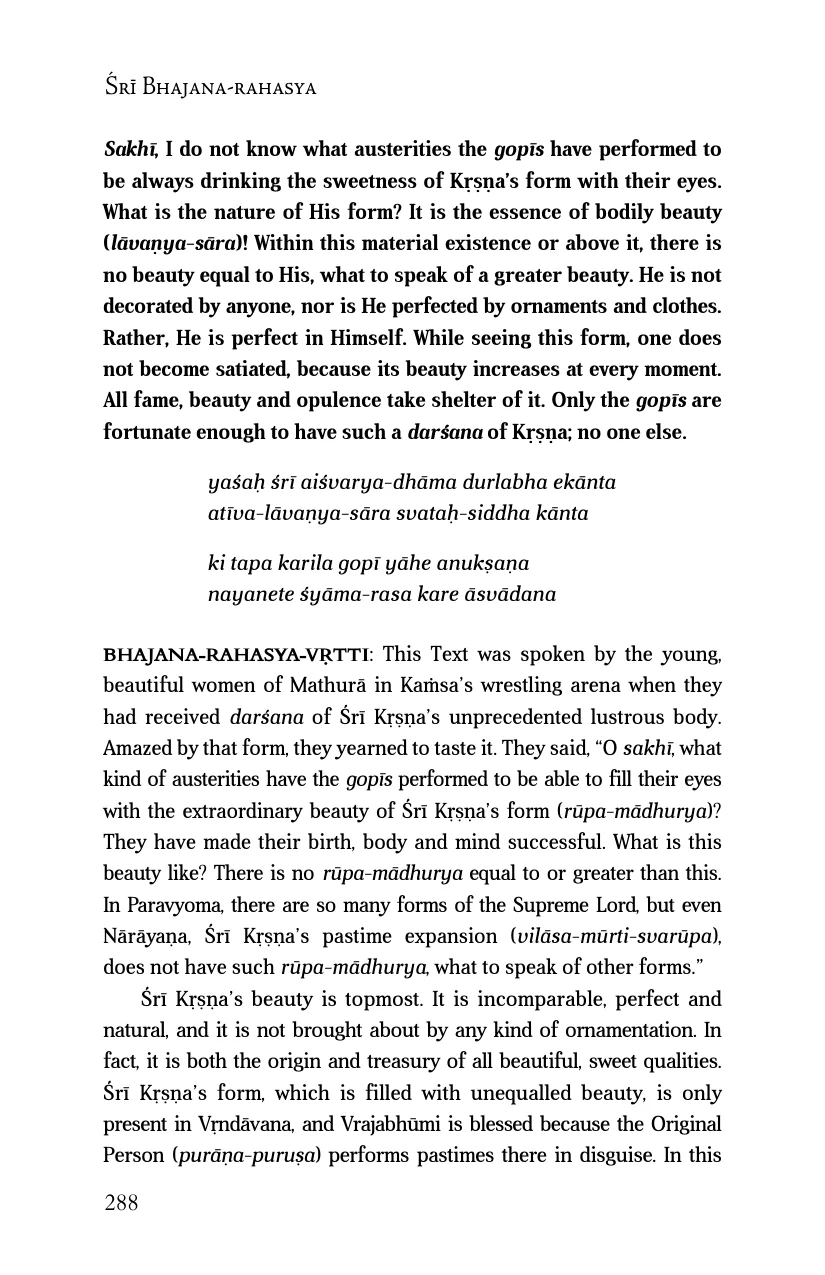 Śrī Bhajana-rahasya
Sakhī, I do not know what austerities the gopīs have performed to
be always drinking the sweetness of Kṛṣṇa’s form with their eyes.
What is the nature of His form? It is the essence of bodily beauty
(lāvaṇya-sāra)! Within this material existence or above it, there is
no beauty equal to His, what to speak of a greater beauty. He is not
decorated by anyone, nor is He perfected by ornaments and clothes.
Rather, He is perfect in Himself. While seeing this form, one does
not become satiated, because its beauty increases at every moment.
All fame, beauty and opulence take shelter of it. Only the gopīs are
fortunate enough to have such a darśana of Kṛṣṇa; no one else.
yaśaḥ śrī aiśvarya-dhāma durlabha ekānta
atīva-lāvaṇya-sāra svataḥ-siddha kānta
ki tapa karila gopī yāhe anukṣaṇa
nayanete śyāma-rasa kare āsvādana
BHAJANA-RAHASYA-VṚTTI: This Text was spoken by the young,
beautiful women of Mathurā in Kaṁsa’s wrestling arena when they
had received darśana of Śrī Kṛṣṇa’s unprecedented lustrous body.
Amazed by that form, they yearned to taste it. They said, “O sakhī, what
kind of austerities have the gopīs performed to be able to fill their eyes
with the extraordinary beauty of Śrī Kṛṣṇa’s form (rūpa-mādhurya)?
They have made their birth, body and mind successful. What is this
beauty like? There is no rūpa-mādhurya equal to or greater than this.
In Paravyoma, there are so many forms of the Supreme Lord, but even
Nārāyaṇa, Śrī Kṛṣṇa’s pastime expansion (vilāsa-mūrti-svarūpa),
does not have such rūpa-mādhurya, what to speak of other forms.”
Śrī Kṛṣṇa’s beauty is topmost. It is incomparable, perfect and
natural, and it is not brought about by any kind of ornamentation. In
fact, it is both the origin and treasury of all beautiful, sweet qualities.
Śrī Kṛṣṇa’s form, which is filled with unequalled beauty, is only
present in Vṛndāvana, and Vrajabhūmi is blessed because the Original
Person (purāṇa-puruṣa) performs pastimes there in disguise. In this
288